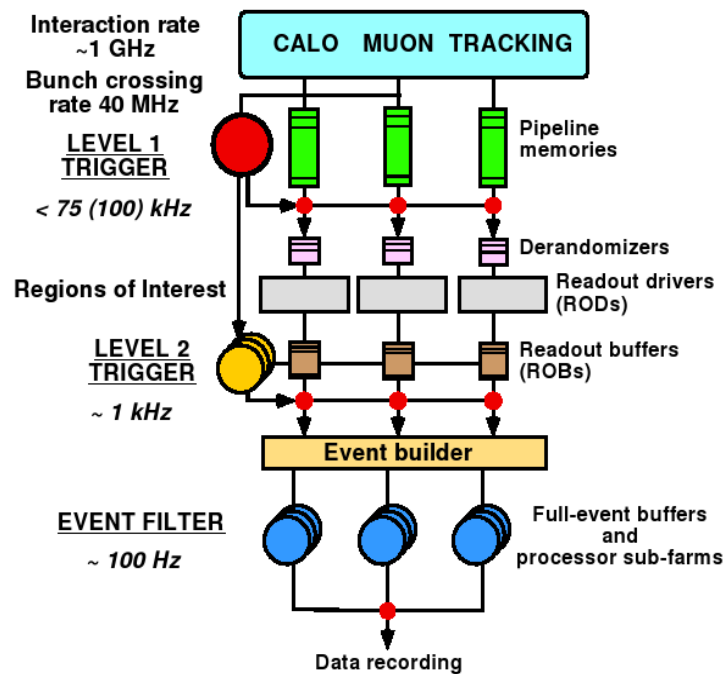 Interaction rate
~1 GHz
CALO MUON TRACKING
Bunch crossing
rate 40 MHz
Pipeline
memories
LEVEL 1
TRIGGER
< 75 (100) kHz
Derandomizers
Regions of Interest
Readout drivers
(RODs)
LEVEL 2
TRIGGER
Readout buffers
(ROBs)
~ 1 kHz
Event builder
EVENT FILTER
~ 100 Hz
Full-event buffers
and
processor sub-farms
Data recording